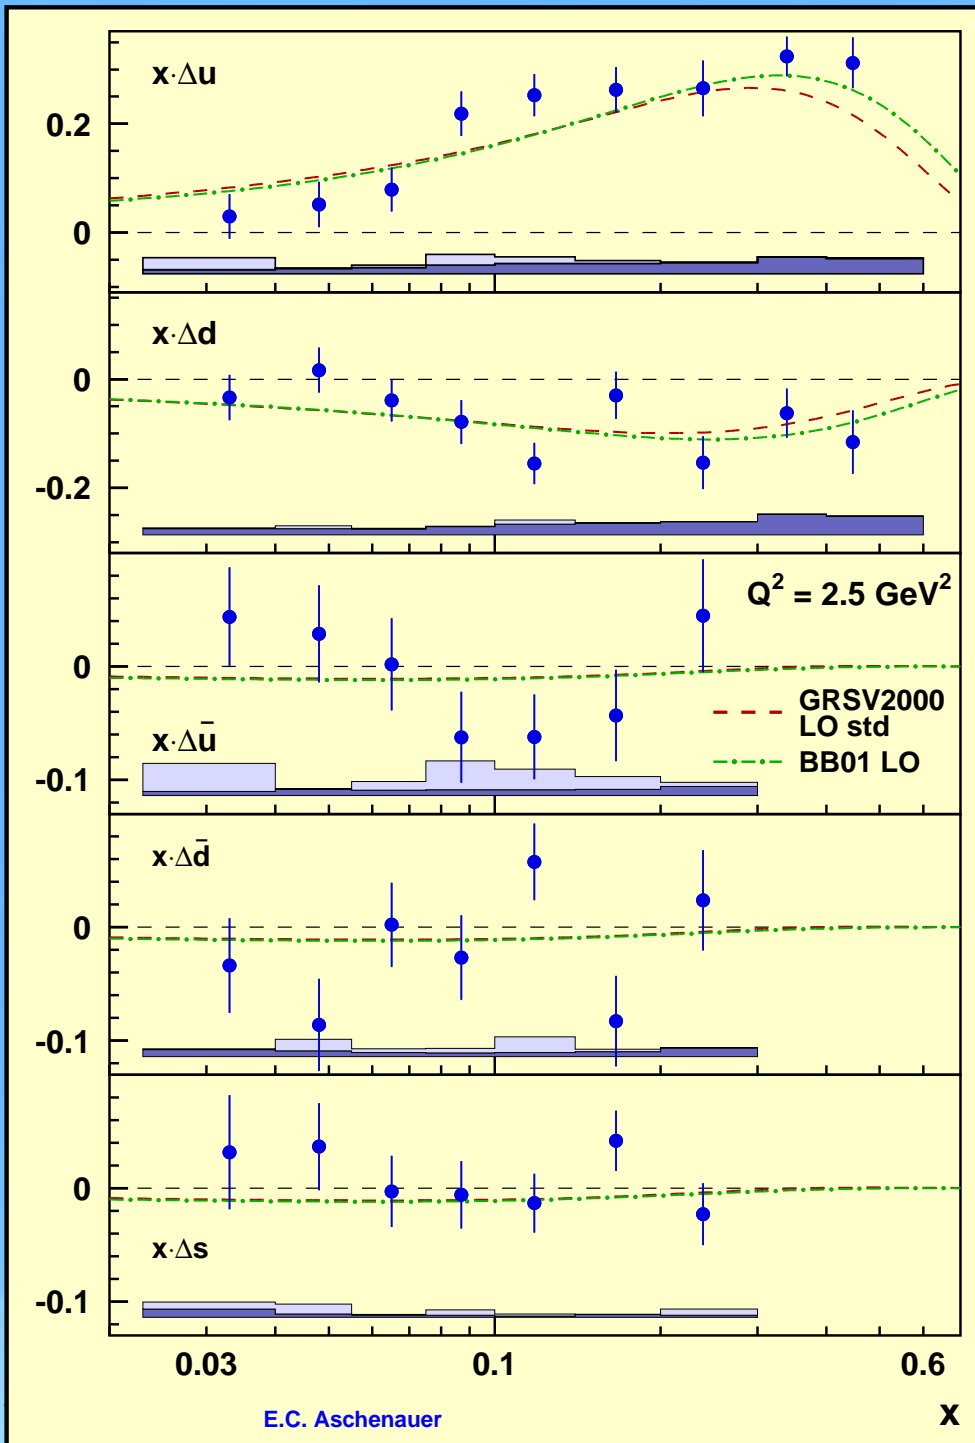 x·Δu
0.2
0
x·Δd
0
-0.2
Q² = 2.5 GeV²
0
GRSV2000
LO std
x·Δū
BB01 LO
-0.1
x·Δd̄
0
-0.1
0
x·Δs
-0.1
0.03 0.1 0.6
E.C. Aschenauer
x